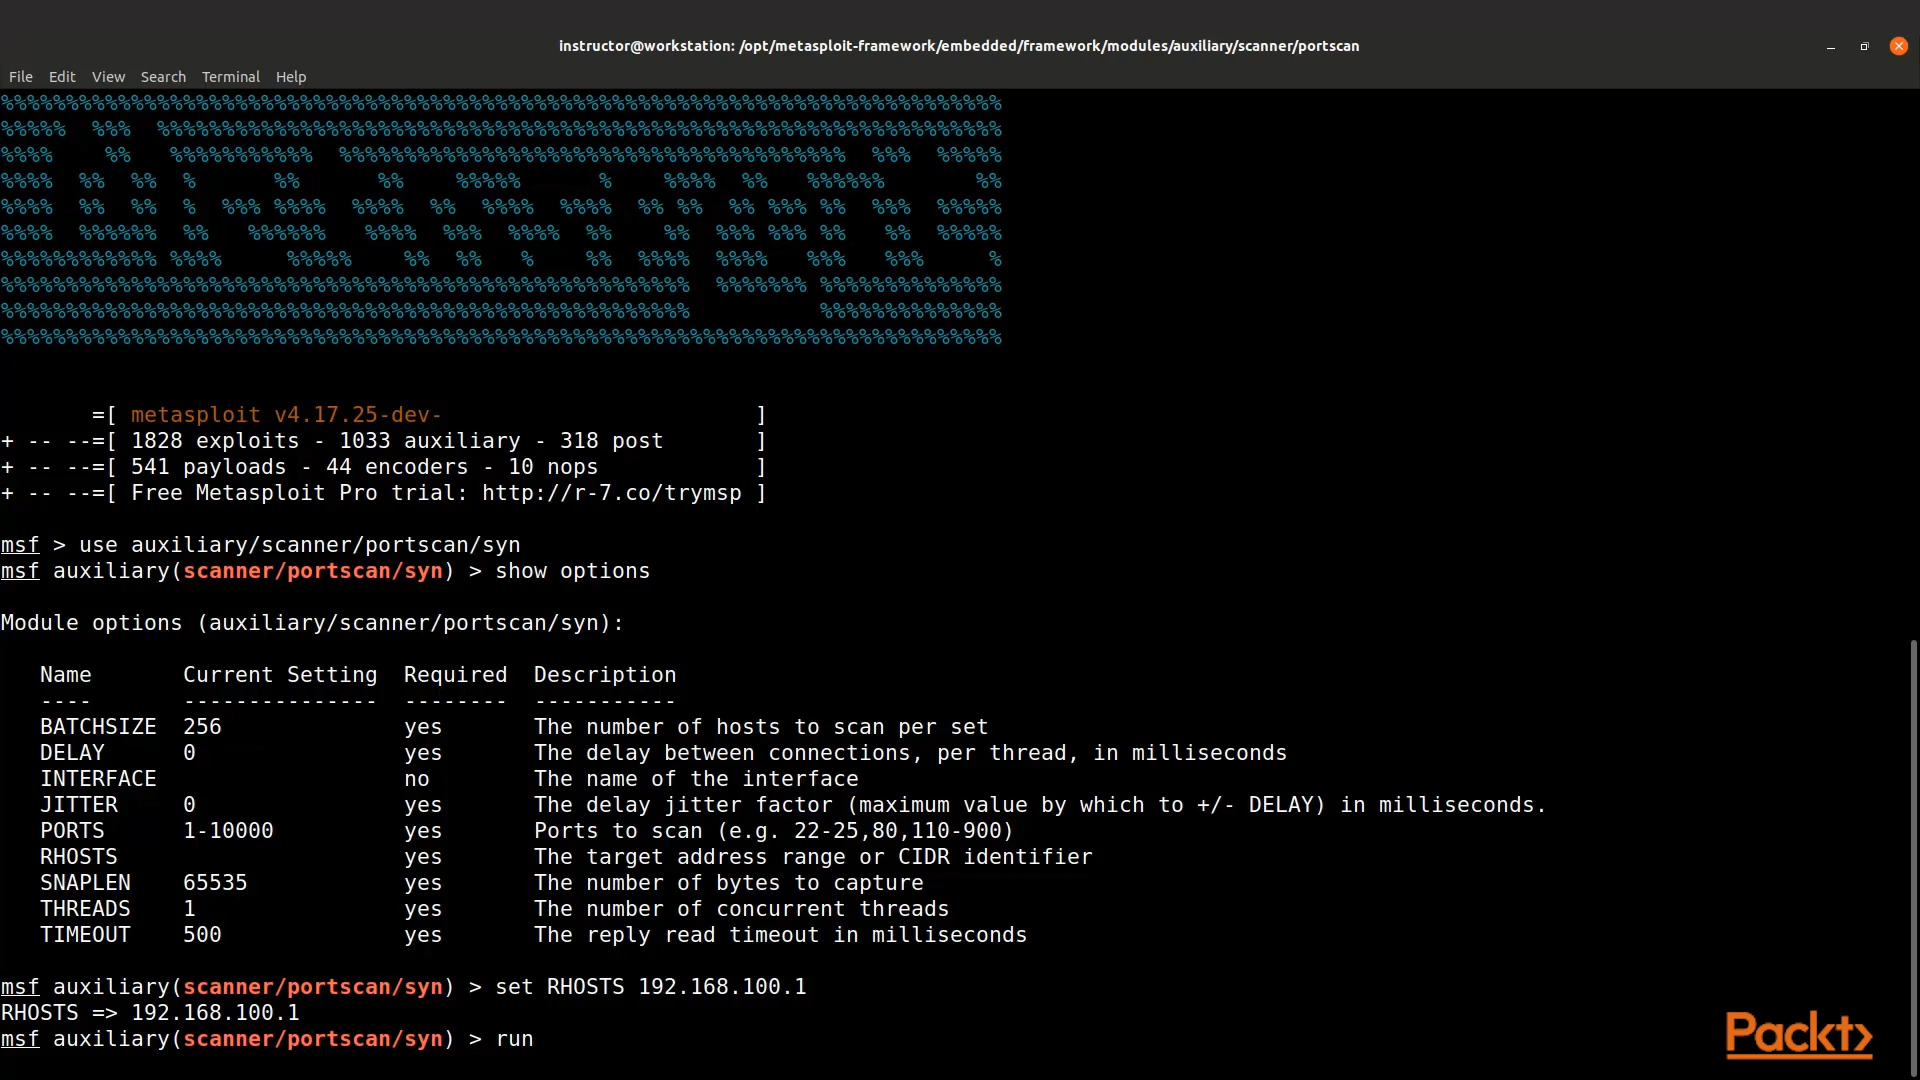 instructor@workstation: /opt/metasploit-framework/embedded/framework/modules/auxiliary/scanner/portscan
File Edit View Search Terminal Help
%%%%%%%%%%%%%%%%%%%%%%%%%%%%%%%%%%%%%%%%%%%%%%%%%%%%%%%%%%%%%%%%%%%%%%%%%%%%%%%
%%%%%  %%%  %%%%%%%%%%%%%%%%%%%%%%%%%%%%%%%%%%%%%%%%%%%%%%%%%%%%%%%%%%%%%%%%%
%%%%    %%   %%%%%%%%%%%  %%%%%%%%%%%%%%%%%%%%%%%%%%%%%%%%%%%%%%%  %%%  %%%%%
%%%%  %%  %%  %      %%      %%    %%%%%      %    %%%%  %%   %%%%%%       %%
%%%%  %%  %%  %  %%% %%%%  %%%%  %%  %%%%  %%%%  %% %%  %% %%% %%  %%%  %%%%%
%%%%  %%%%%%  %%   %%%%%%   %%%%  %%%  %%%%  %%    %%  %%% %%% %%   %%  %%%%%
%%%%%%%%%%%% %%%%     %%%%%    %%  %%   %    %%  %%%%  %%%%   %%%   %%%     %
%%%%%%%%%%%%%%%%%%%%%%%%%%%%%%%%%%%%%%%%%%%%%%%%%%%%%  %%%%%%% %%%%%%%%%%%%%%
%%%%%%%%%%%%%%%%%%%%%%%%%%%%%%%%%%%%%%%%%%%%%%%%%%%%%          %%%%%%%%%%%%%%
%%%%%%%%%%%%%%%%%%%%%%%%%%%%%%%%%%%%%%%%%%%%%%%%%%%%%%%%%%%%%%%%%%%%%%%%%%%%%%%
=[ metasploit v4.17.25-dev- ]
+ -- --=[ 1828 exploits - 1033 auxiliary - 318 post ]
+ -- --=[ 541 payloads - 44 encoders - 10 nops ]
+ -- --=[ Free Metasploit Pro trial: http://r-7.co/trymsp ]
msf > use auxiliary/scanner/portscan/syn
msf auxiliary(scanner/portscan/syn) > show options
Module options (auxiliary/scanner/portscan/syn):
Name Current Setting Required Description
---- --------------- -------- -----------
BATCHSIZE 256 yes The number of hosts to scan per set
DELAY 0 yes The delay between connections, per thread, in milliseconds
INTERFACE no The name of the interface
JITTER 0 yes The delay jitter factor (maximum value by which to +/- DELAY) in milliseconds.
PORTS 1-10000 yes Ports to scan (e.g. 22-25,80,110-900)
RHOSTS yes The target address range or CIDR identifier
SNAPLEN 65535 yes The number of bytes to capture
THREADS 1 yes The number of concurrent threads
TIMEOUT 500 yes The reply read timeout in milliseconds
msf auxiliary(scanner/portscan/syn) > set RHOSTS 192.168.100.1
RHOSTS => 192.168.100.1
msf auxiliary(scanner/portscan/syn) > run
Packt>